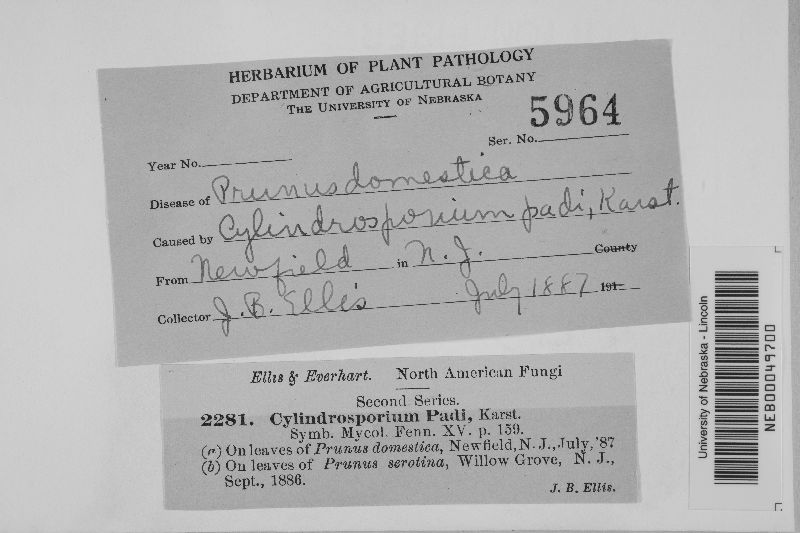 HERBARIUM OF PLANT PATHOLOGY
DEPARTMENT OF AGRICULTURAL BOTANY
THE UNIVERSITY OF NEBRASKA
5964
Year No. Ser. No.
Disease of Prunus domestica
Caused by Cylindrosporium padi, Karst.
From Newfield in N. J. County
Collector J. B. Ellis July 1887 191
Ellis & Everhart. North American Fungi
Second Series.
2281. Cylindrosporium Padi, Karst.
Symb. Mycol. Fenn. XV. p. 159.
(a) On leaves of Prunus domestica, Newfield, N. J., July, '87
(b) On leaves of Prunus serotina, Willow Grove, N. J.,
Sept., 1886.
J. B. Ellis.
University of Nebraska - Lincoln
NEB00049700